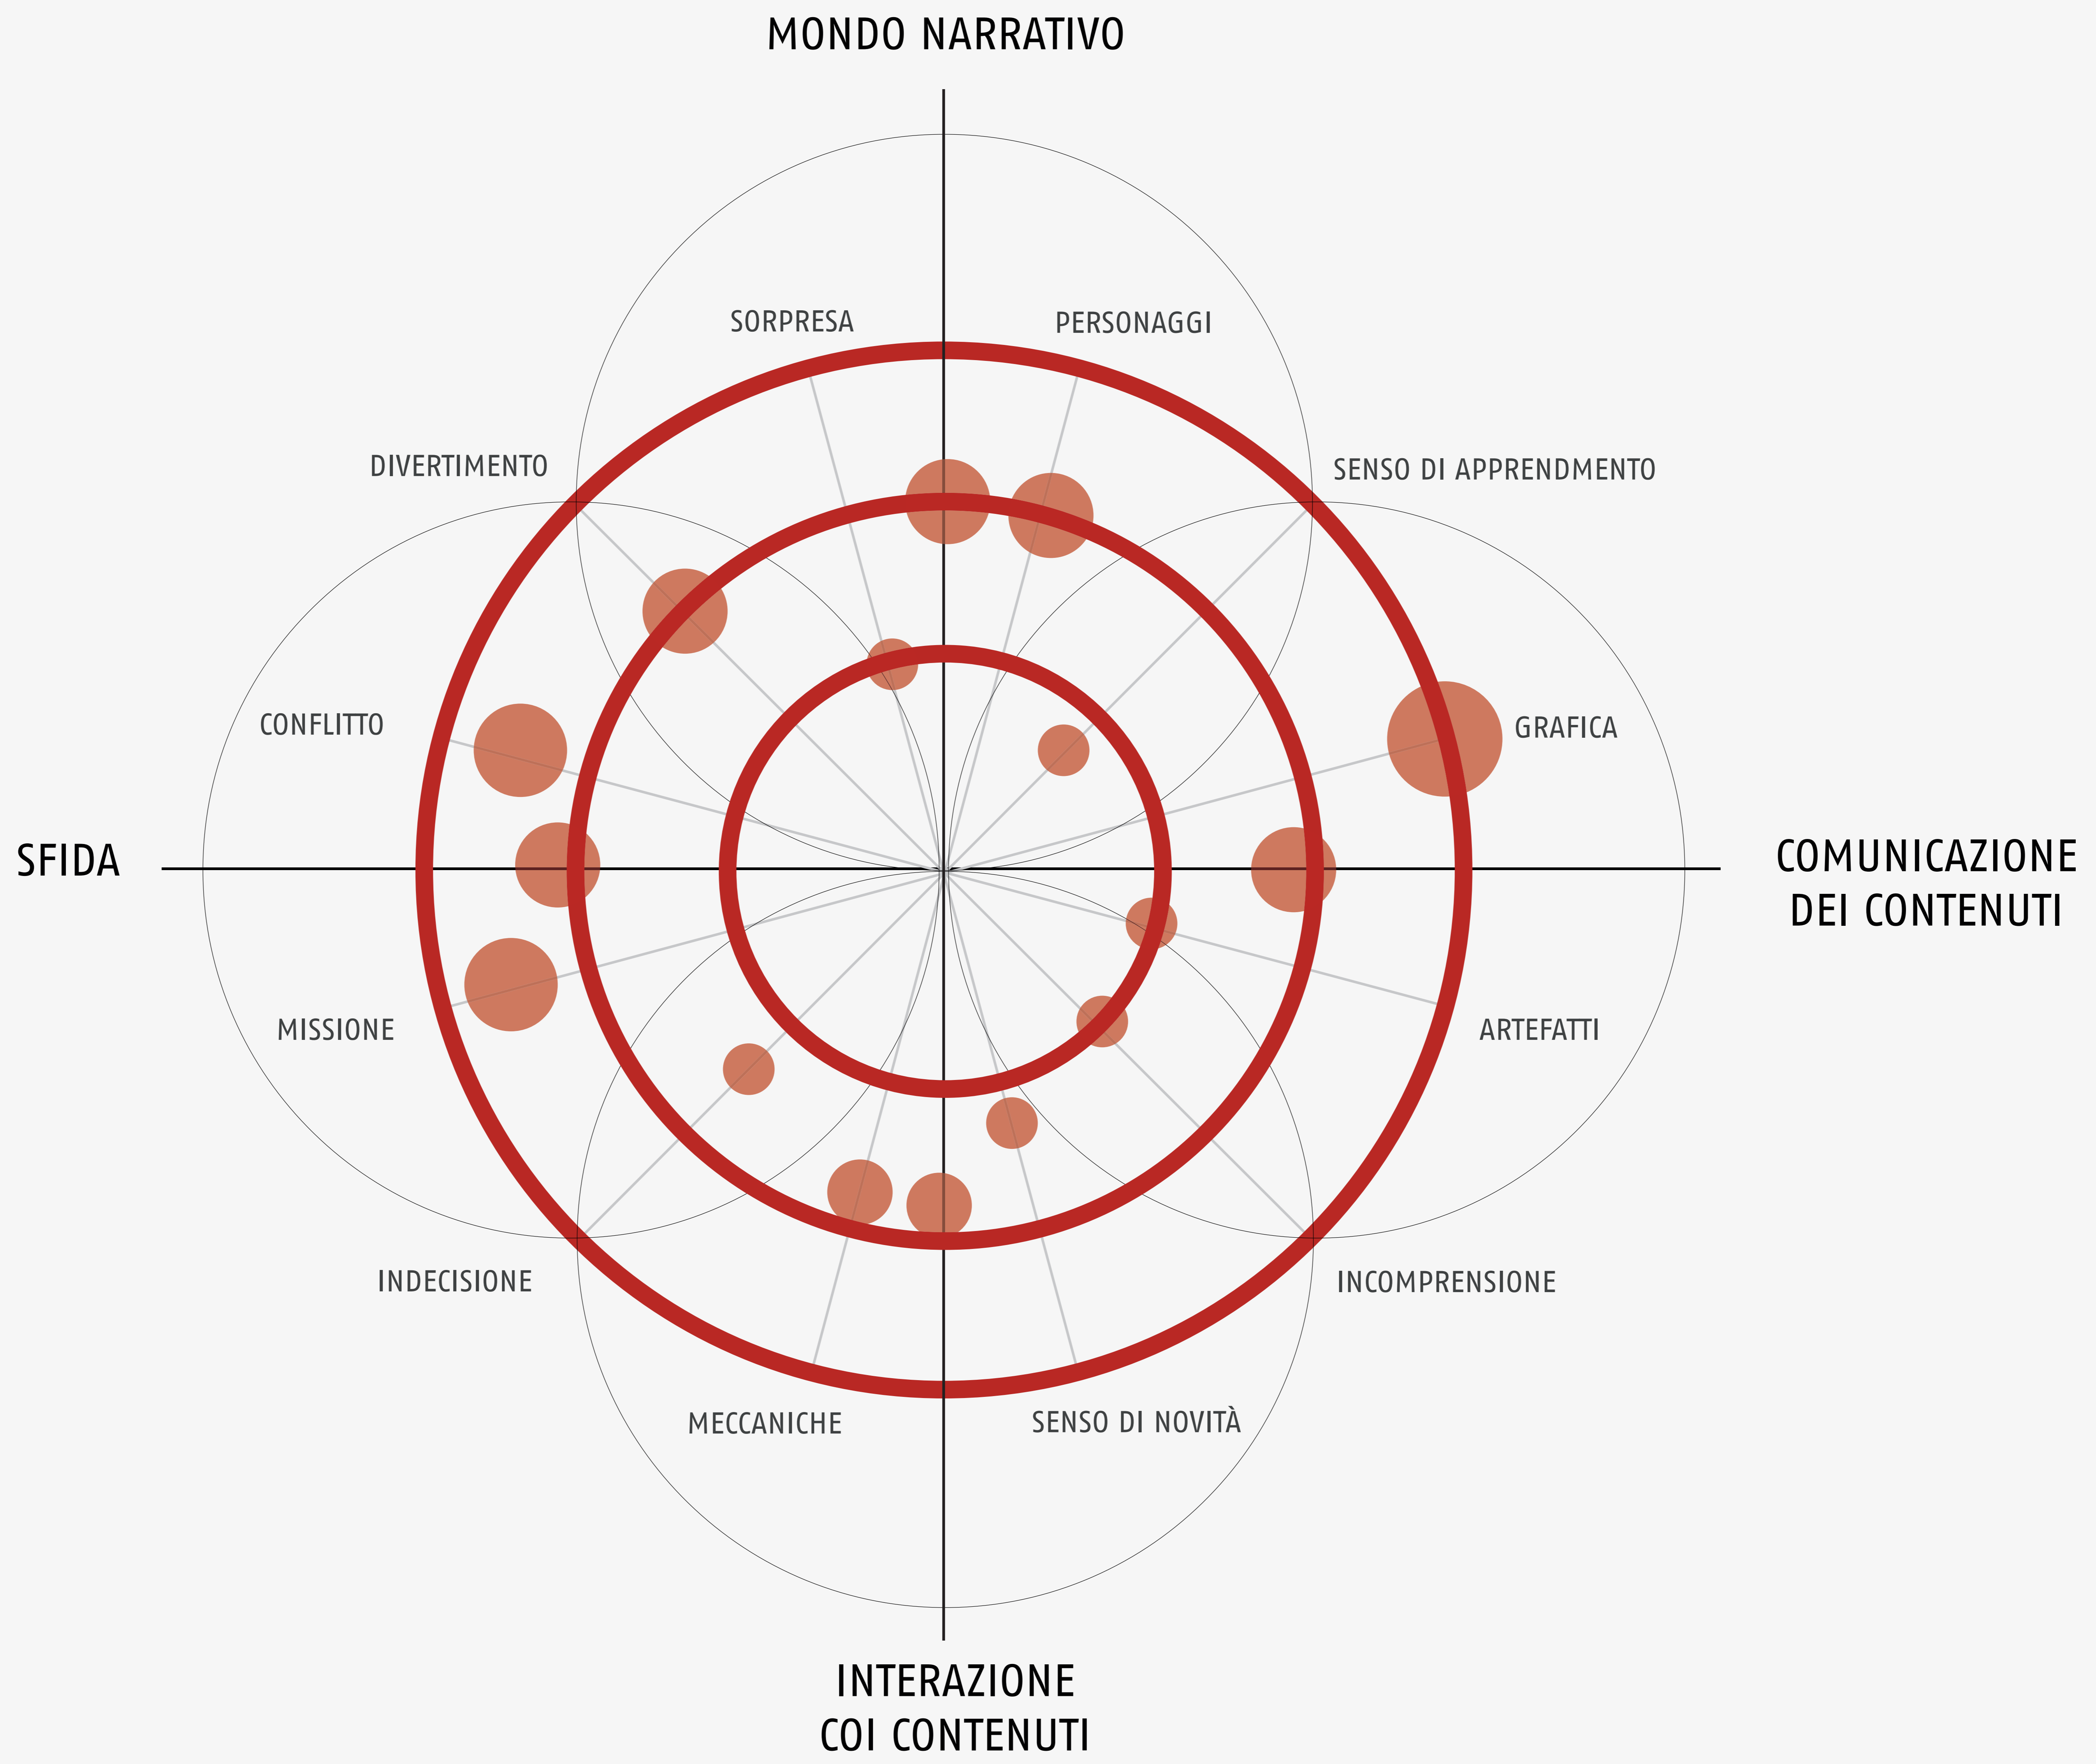 MONDO NARRATIVO
SORPRESA
PERSONAGGI
DIVERTIMENTO
SENSO DI APPRENDMENTO
CONFLITTO
GRAFICA
SFIDA
COMUNICAZIONE
DEI CONTENUTI
MISSIONE
ARTEFATTI
INDECISIONE
INCOMPRENSIONE
MECCANICHE
SENSO DI NOVITÀ
INTERAZIONE
COI CONTENUTI